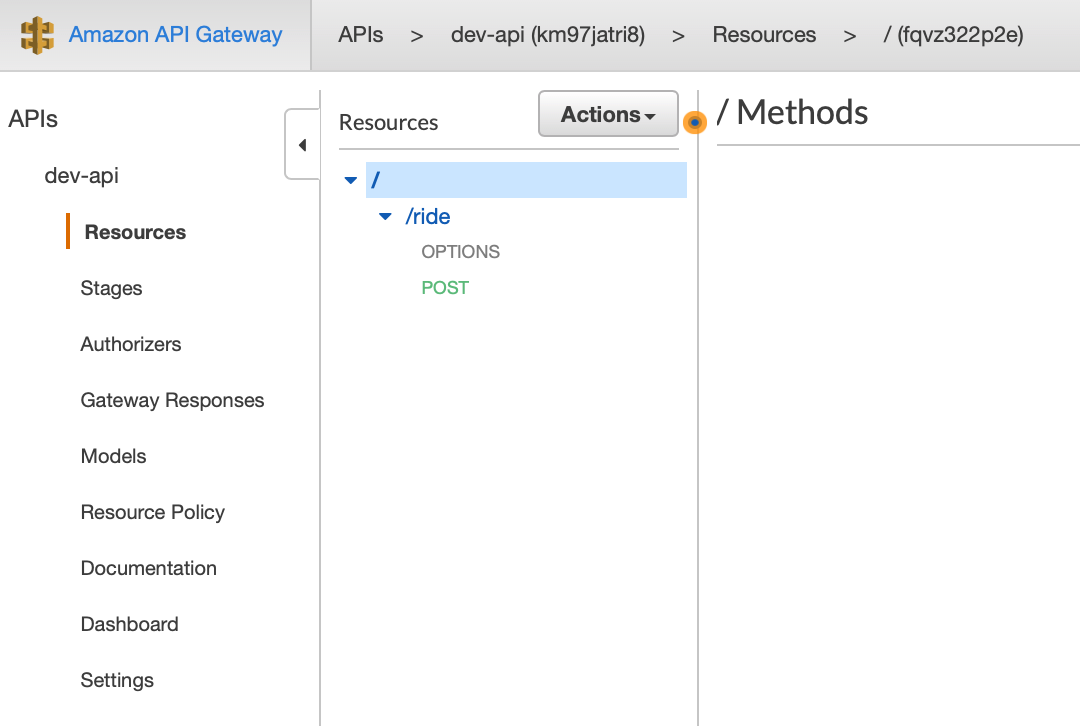 Amazon API Gateway
APIs > dev-api (km97jatri8) > Resources > / (fqvz322p2e)
APIs
dev-api
Resources
Stages
Authorizers
Gateway Responses
Models
Resource Policy
Documentation
Dashboard
Settings
Resources
Actions
/
/ride
OPTIONS
POST
/ Methods